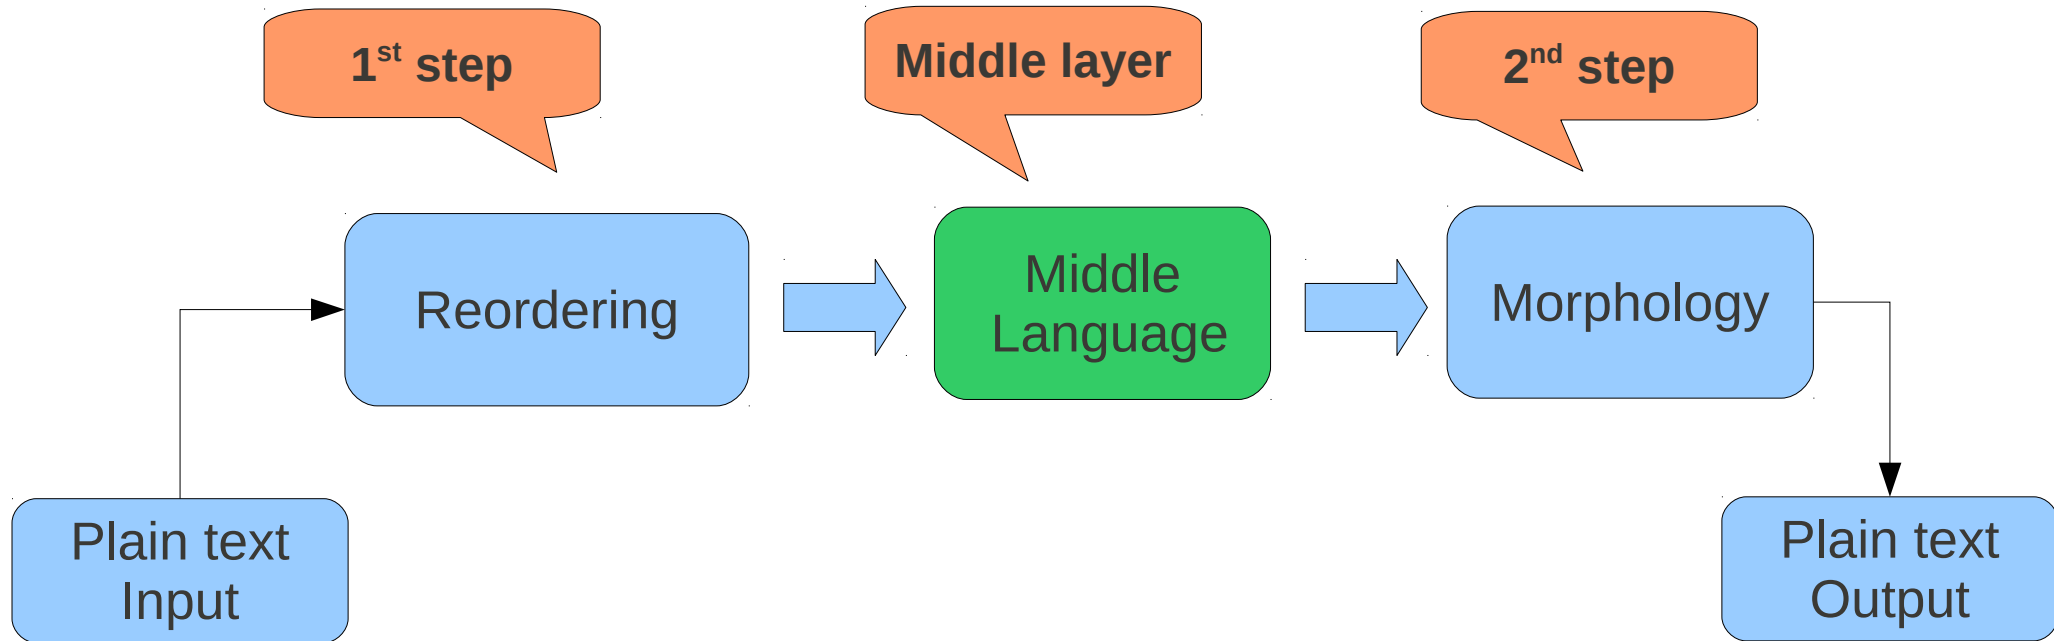 1st step
Middle layer
2nd step
Reordering
Middle
Language
Morphology
Plain text
Input
Plain text
Output